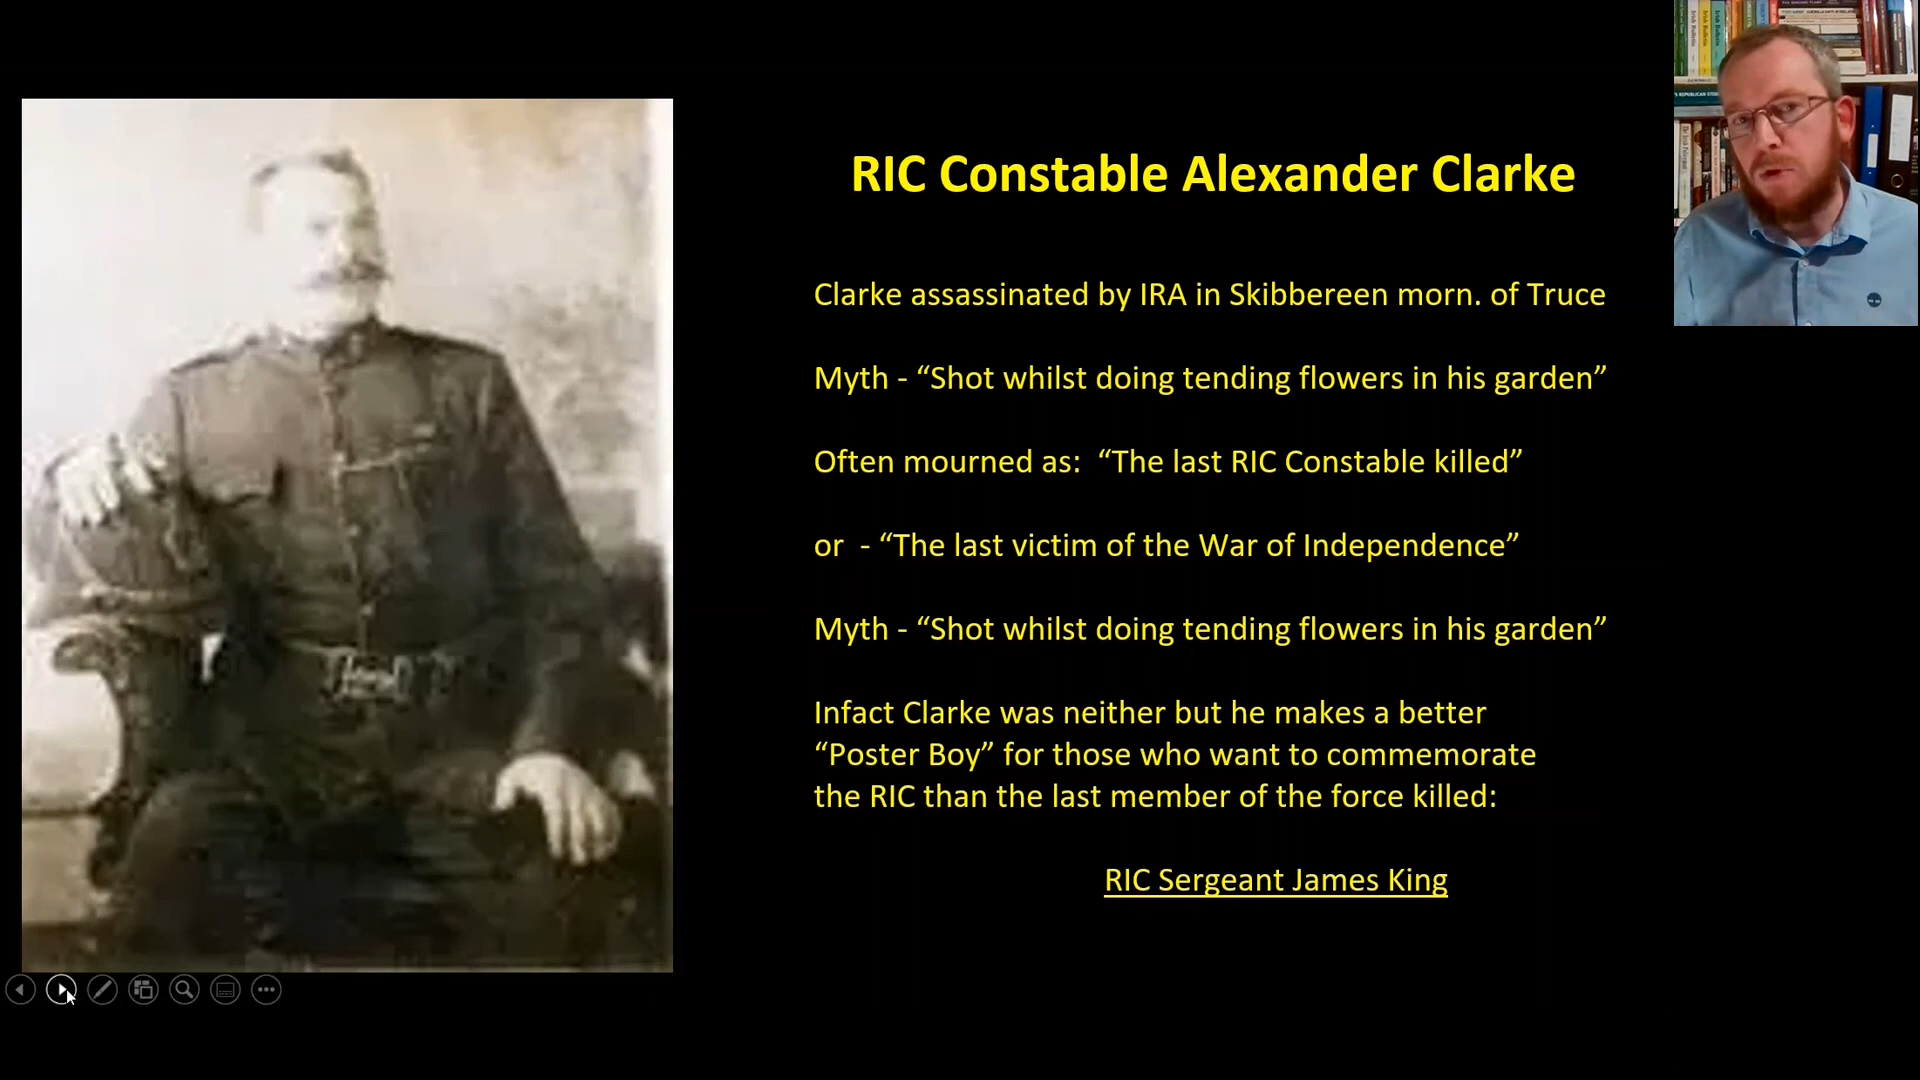 RIC Constable Alexander Clarke
Clarke assassinated by IRA in Skibbereen morn. of Truce
Myth - “Shot whilst doing tending flowers in his garden”
Often mourned as:  “The last RIC Constable killed”
or  - “The last victim of the War of Independence”
Myth - “Shot whilst doing tending flowers in his garden”
Infact Clarke was neither but he makes a better
“Poster Boy” for those who want to commemorate
the RIC than the last member of the force killed:
RIC Sergeant James King